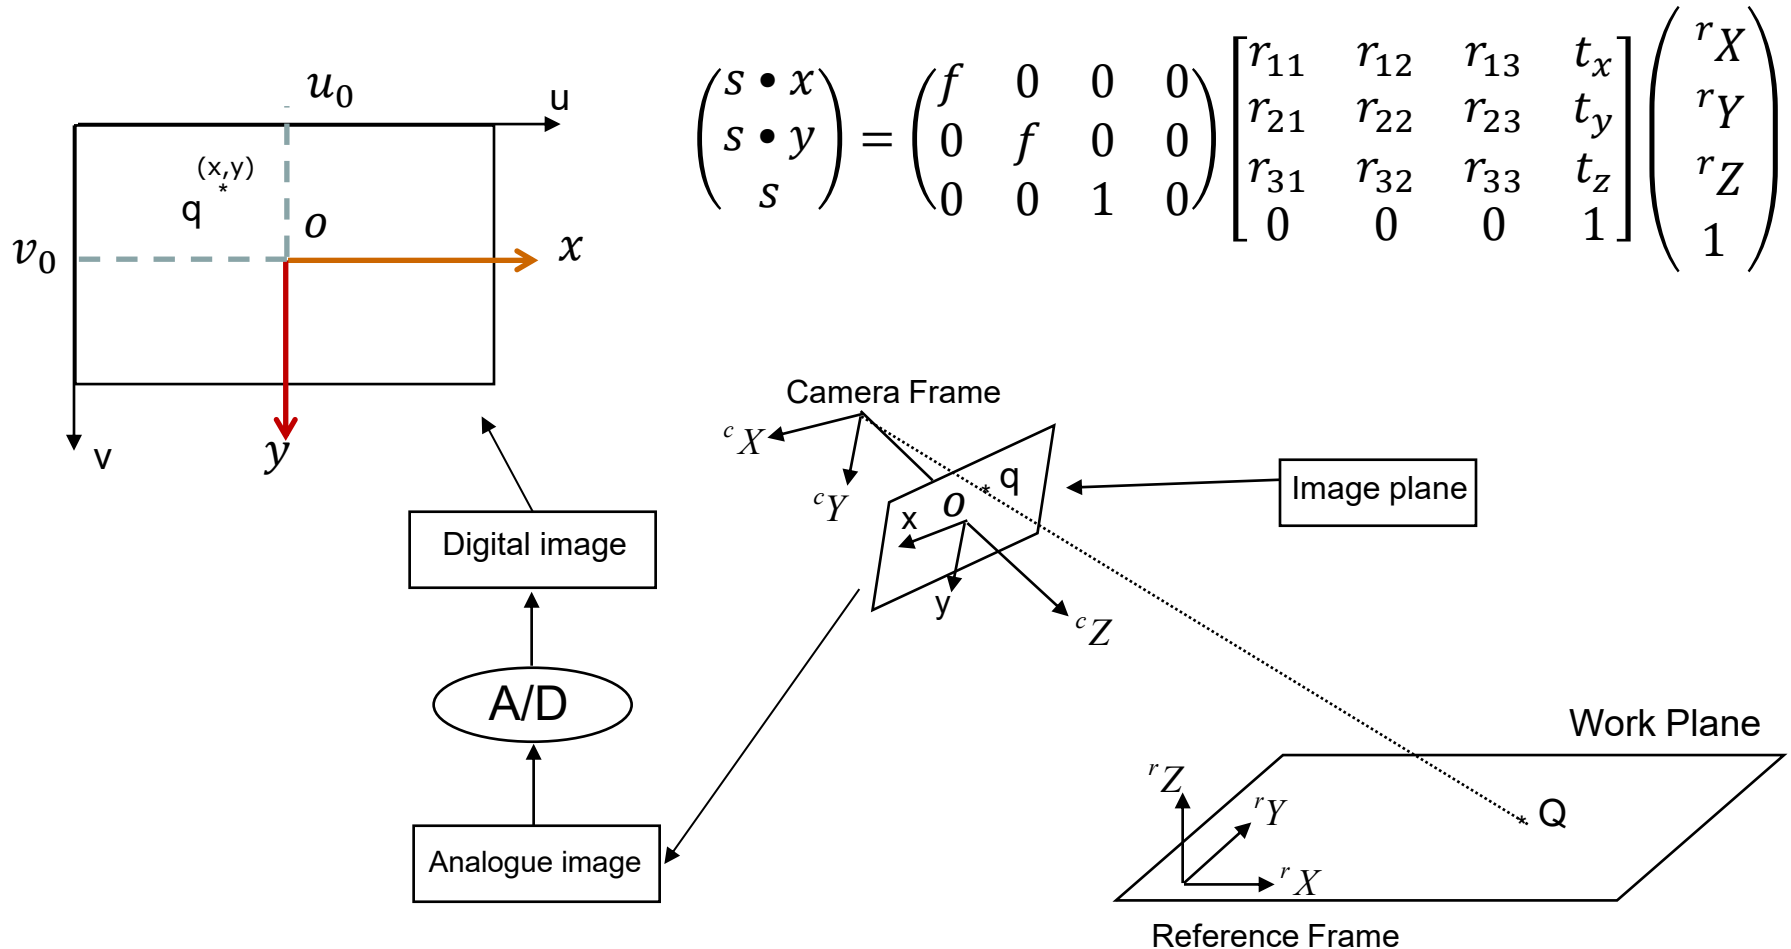 u₀
u
(x,y)
*
q
o
v₀
x
y
v
(s • x
s • y
s) = (f 0 0 0
0 f 0 0
0 0 1 0) [r₁₁ r₁₂ r₁₃ tₓ
r₂₁ r₂₂ r₂₃ t_y
r₃₁ r₃₂ r₃₃ t_z
0 0 0 1] (ʳX
ʳY
ʳZ
1)
Camera Frame
ᶜX
ᶜY
q
*
o
x
y
ᶜZ
Image plane
Digital image
A/D
Analogue image
Work Plane
ʳZ
ʳY
ʳX
*
Q
Reference Frame